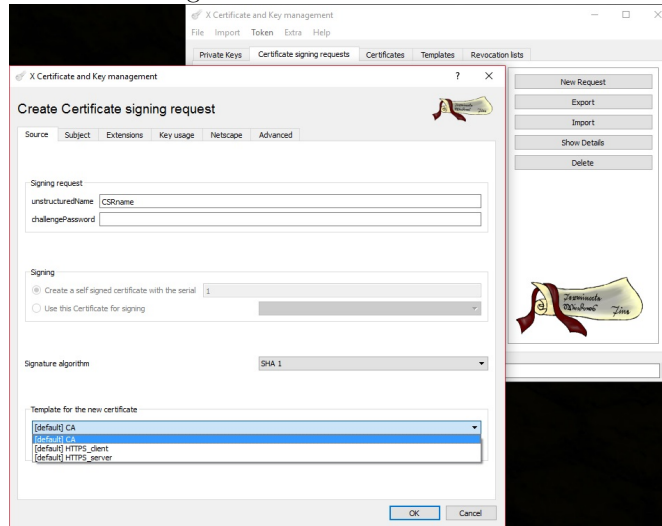 X Certificate and Key management
File Import Token Extra Help
Private Keys Certificate signing requests Certificates Templates Revocation lists
New Request
Export
Import
Show Details
Delete
X Certificate and Key management
Create Certificate signing request
Source Subject Extensions Key usage Netscape Advanced
Signing request
unstructuredName CSRname
challengePassword
Signing
Create a self signed certificate with the serial 1
Use this Certificate for signing
Signature algorithm SHA 1
Template for the new certificate
[default] CA
[default] CA
[default] HTTPS_client
[default] HTTPS_server
OK Cancel